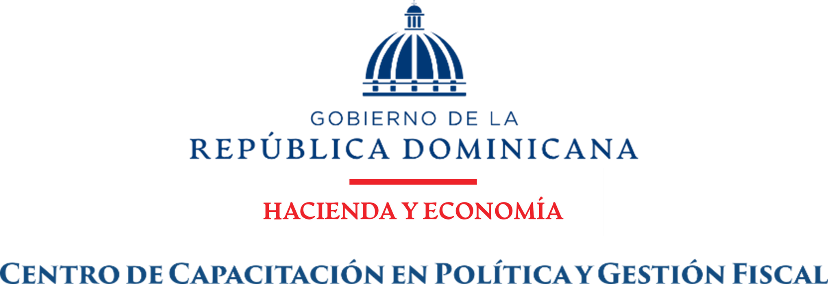 GOBIERNO DE LA
REPÚBLICA DOMINICANA
HACIENDA Y ECONOMÍA
CENTRO DE CAPACITACIÓN EN POLÍTICA Y GESTIÓN FISCAL